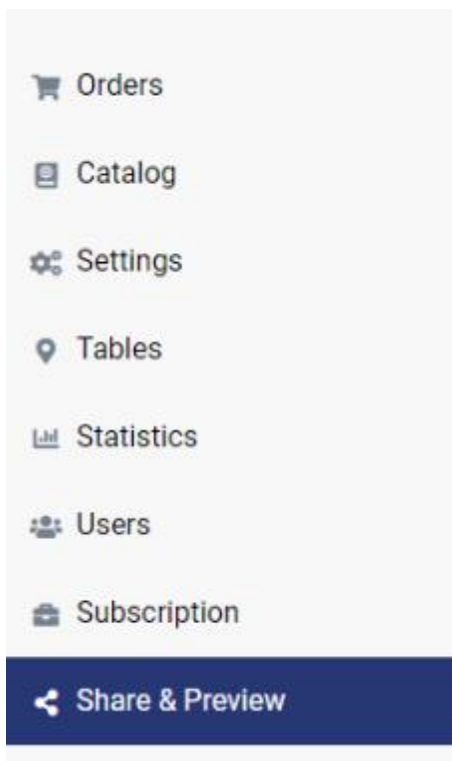 Orders
Catalog
Settings
Tables
Statistics
Users
Subscription
Share & Preview